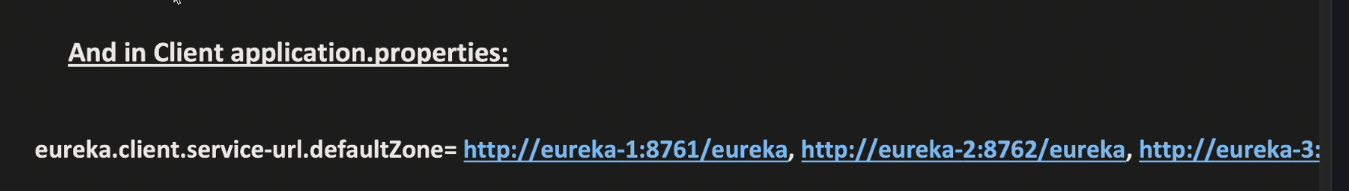 And in Client application.properties:
eureka.client.service-url.defaultZone= http://eureka-1:8761/eureka, http://eureka-2:8762/eureka, http://eureka-3: